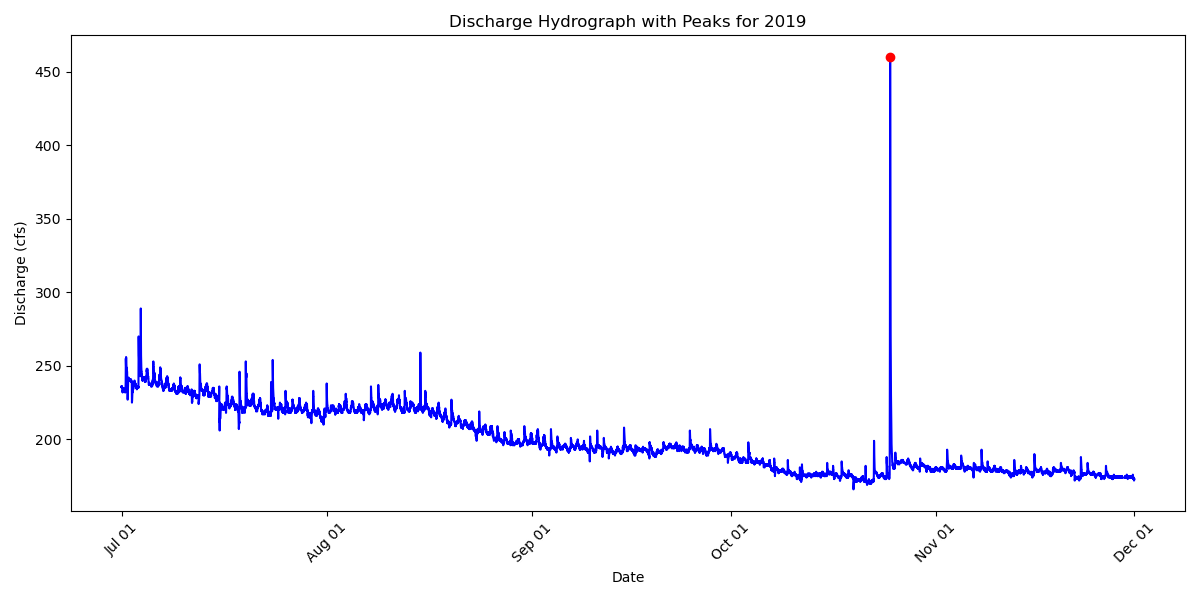 Discharge Hydrograph with Peaks for 2019
450
400
350
300
250
200
Discharge (cfs)
Jul 01
Aug 01
Sep 01
Oct 01
Nov 01
Dec 01
Date